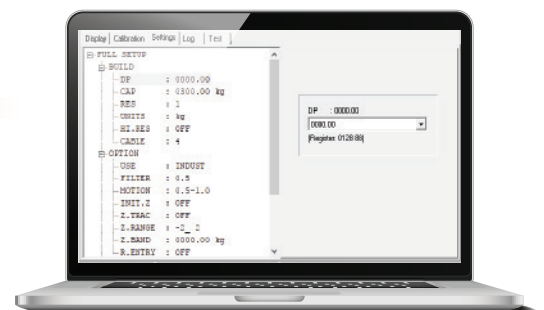 Display Calibration Settings Log Test
FULL SETUP
BUILD
DP : 0000.00
CAP : 0300.00 kg
RES : 1
UNITS : kg
HI.RES : OFF
CABLE : 4
OPTION
USE : INDUST
FILTER : 0.5
MOTION : 0.5-1.0
INIT.Z : OFF
Z.TRAC : OFF
Z.RANGE : -2_ 2
Z.BAND : 0000.00 kg
R.ENTRY : OFF
DP : 0000.00
0000.00
|Register: 0128:88|